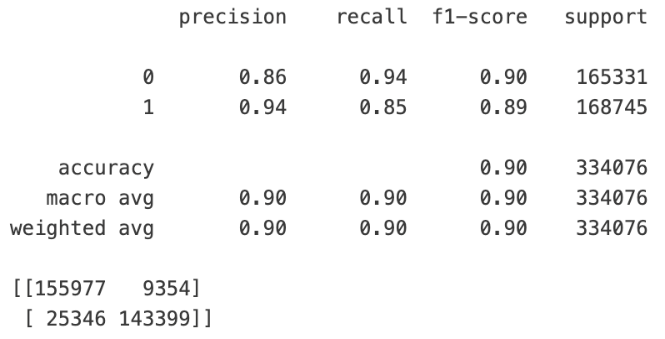 precision recall f1-score support
0 0.86 0.94 0.90 165331
1 0.94 0.85 0.89 168745
accuracy 0.90 334076
macro avg 0.90 0.90 0.90 334076
weighted avg 0.90 0.90 0.90 334076
[[155977 9354]
[ 25346 143399]]